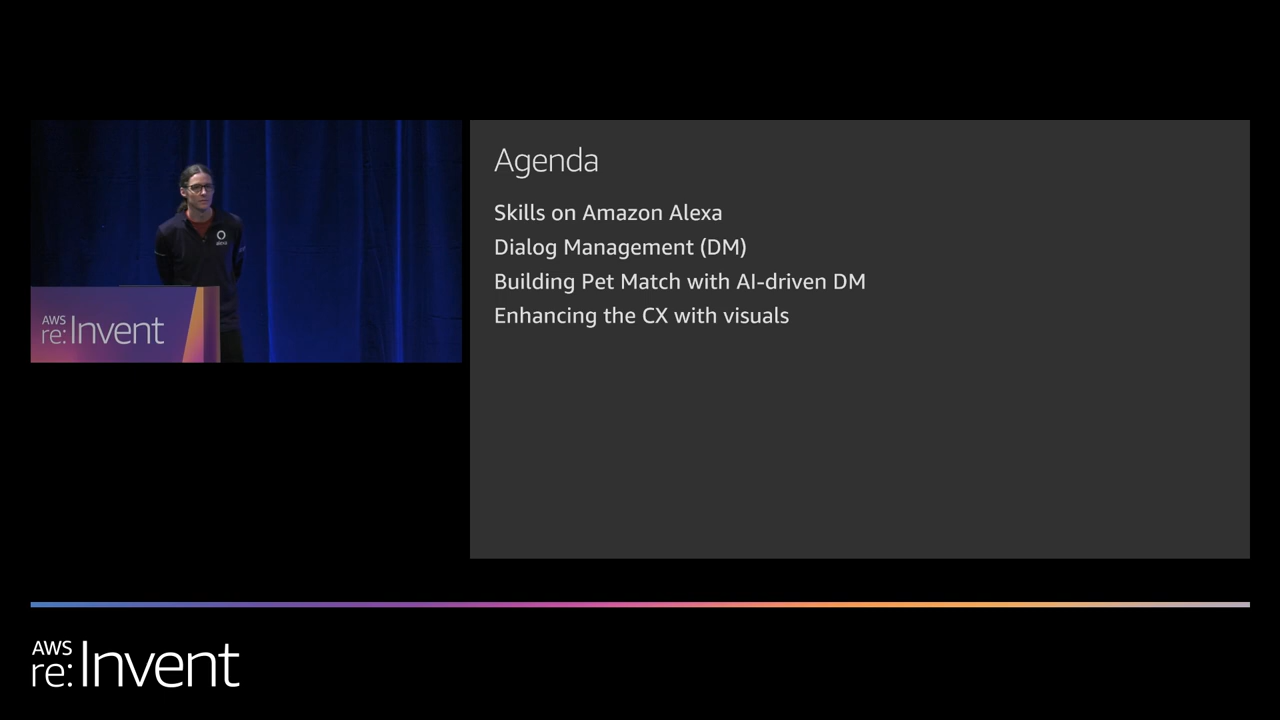 Agenda
Skills on Amazon Alexa
Dialog Management (DM)
Building Pet Match with AI-driven DM
Enhancing the CX with visuals
alexa
AWS
re:Invent
AWS
re:Invent